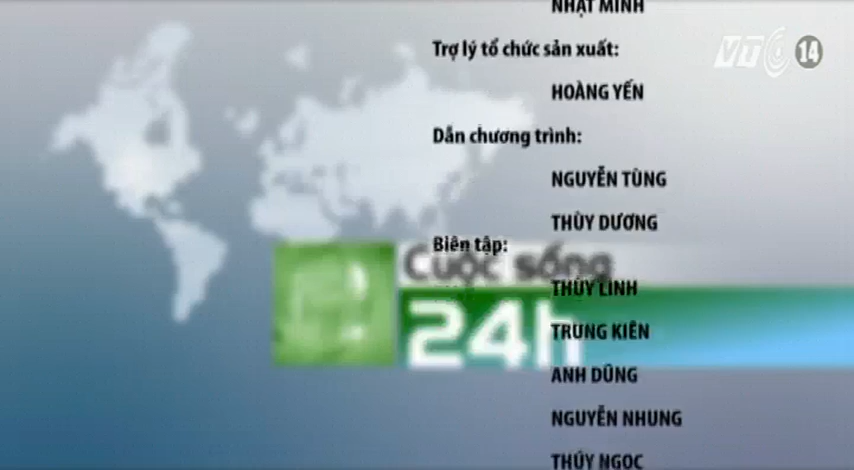 NHẬT MINH
Trợ lý tổ chức sản xuất:
VTC 14
HOÀNG YẾN
Dẫn chương trình:
NGUYỄN TÙNG
THÙY DƯƠNG
Biên tập:
Cuộc sống
THÙY LINH
24h
TRUNG KIÊN
ANH DŨNG
NGUYỄN NHUNG
THÚY NGỌC